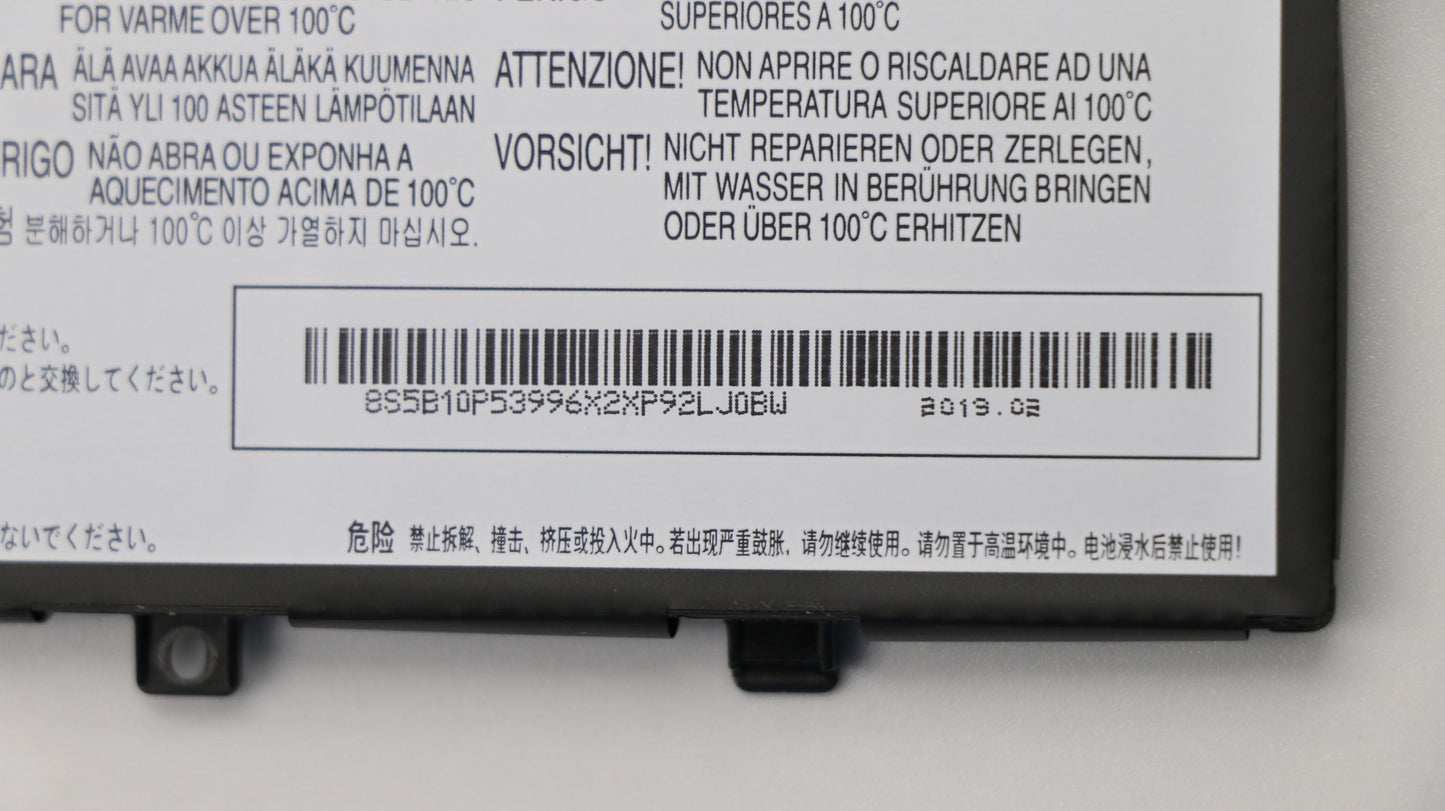 FOR VARME OVER 100℃
SUPERIORES A 100℃
ARA ÄLÄ AVAA AKKUA ÄLÄKÄ KUUMENNA
SITÄ YLI 100 ASTEEN LÄMPÖTILAAN
ATTENZIONE! NON APRIRE O RISCALDARE AD UNA
TEMPERATURA SUPERIORE AI 100℃
RIGO NÃO ABRA OU EXPONHA A
AQUECIMENTO ACIMA DE 100℃
VORSICHT! NICHT REPARIEREN ODER ZERLEGEN,
MIT WASSER IN BERÜHRUNG BRINGEN
ODER ÜBER 100℃ ERHITZEN
험 분해하거나 100℃ 이상 가열하지 마십시오.
ださい。
のと交換してください。
8S5B10P53996X2XP92LJ0BW 2019.02
ないでください。
危险 禁止拆解、撞击、挤压或投入火中。若出现严重鼓胀，请勿继续使用。请勿置于高温环境中。电池浸水后禁止使用！